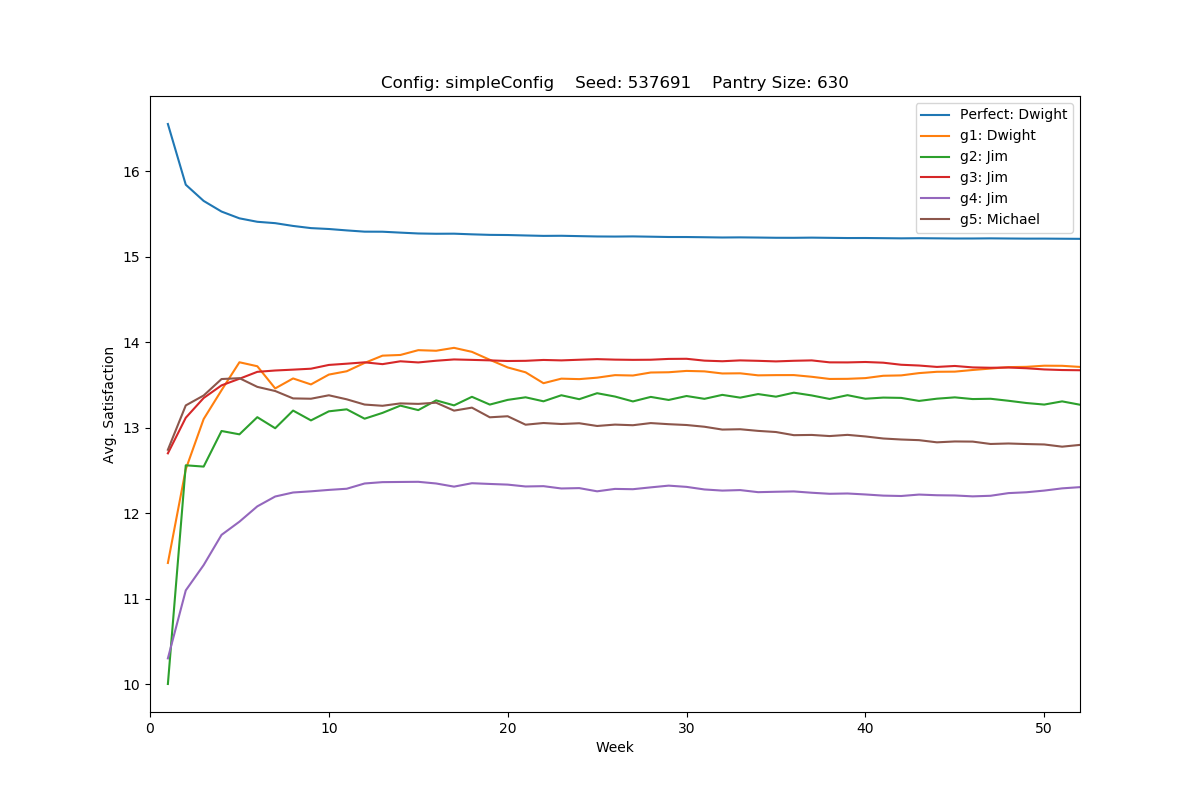 Config: simpleConfig    Seed: 537691    Pantry Size: 630
Perfect: Dwight
g1: Dwight
g2: Jim
g3: Jim
g4: Jim
g5: Michael
Avg. Satisfaction
16
15
14
13
12
11
10
0 10 20 30 40 50
Week